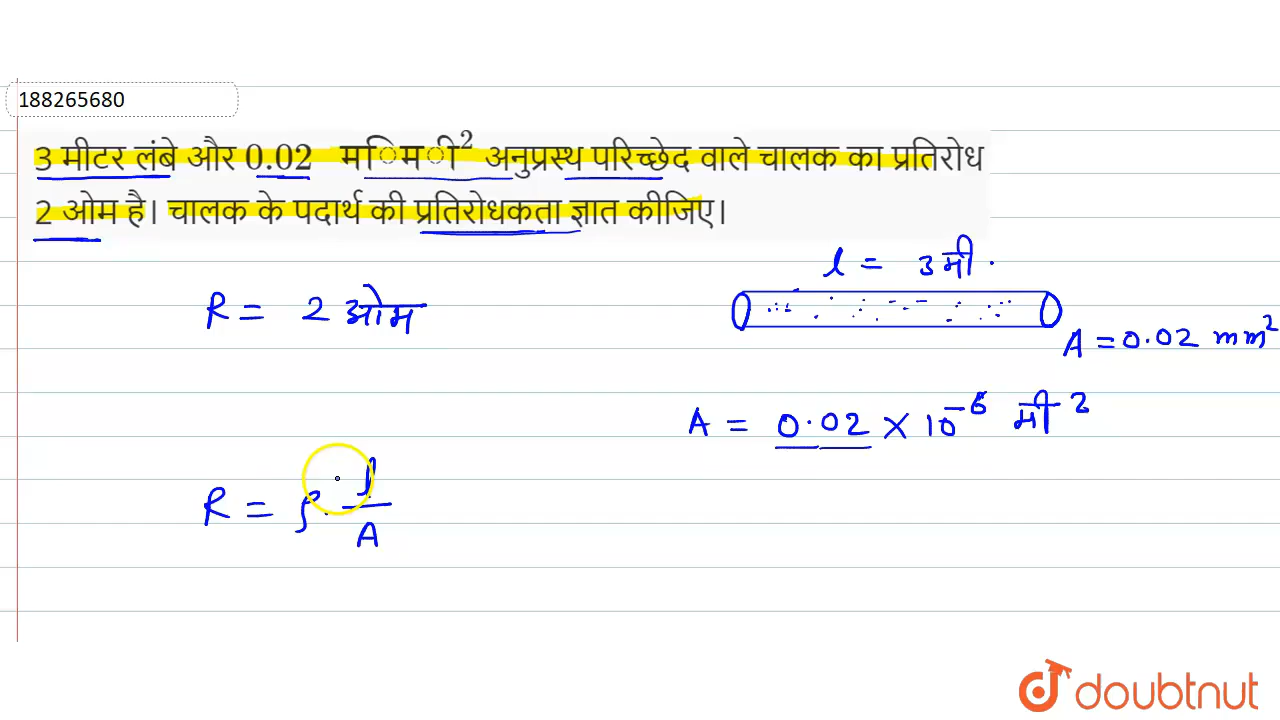 188265680
3 मीटर लंबे और 0.02 मिमी² अनुप्रस्थ परिच्छेद वाले चालक का प्रतिरोध
2 ओम है। चालक के पदार्थ की प्रतिरोधकता ज्ञात कीजिए।
l = 3 मी.
R = 2 ओम
A = 0.02 mm²
A = 0.02 × 10⁻⁶ मी²
R = ρ · l / A
doubtnut